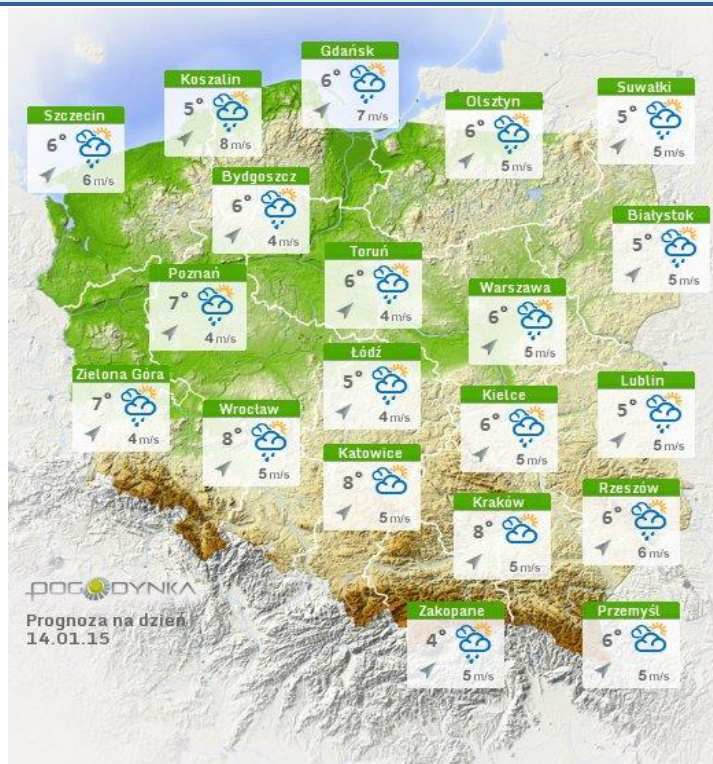 Gdańsk
6°
7 m/s
Koszalin
5°
8 m/s
Suwałki
5°
5 m/s
Olsztyn
6°
5 m/s
Szczecin
6°
6 m/s
Bydgoszcz
6°
4 m/s
Białystok
5°
5 m/s
Toruń
6°
4 m/s
Poznań
7°
4 m/s
Warszawa
6°
5 m/s
Łódź
5°
4 m/s
Zielona Góra
7°
4 m/s
Lublin
5°
5 m/s
Kielce
6°
5 m/s
Wrocław
8°
5 m/s
Katowice
8°
5 m/s
Rzeszów
6°
6 m/s
Kraków
8°
5 m/s
POGODYNKA
Prognoza na dzień
14.01.15
Zakopane
4°
5 m/s
Przemyśl
6°
5 m/s